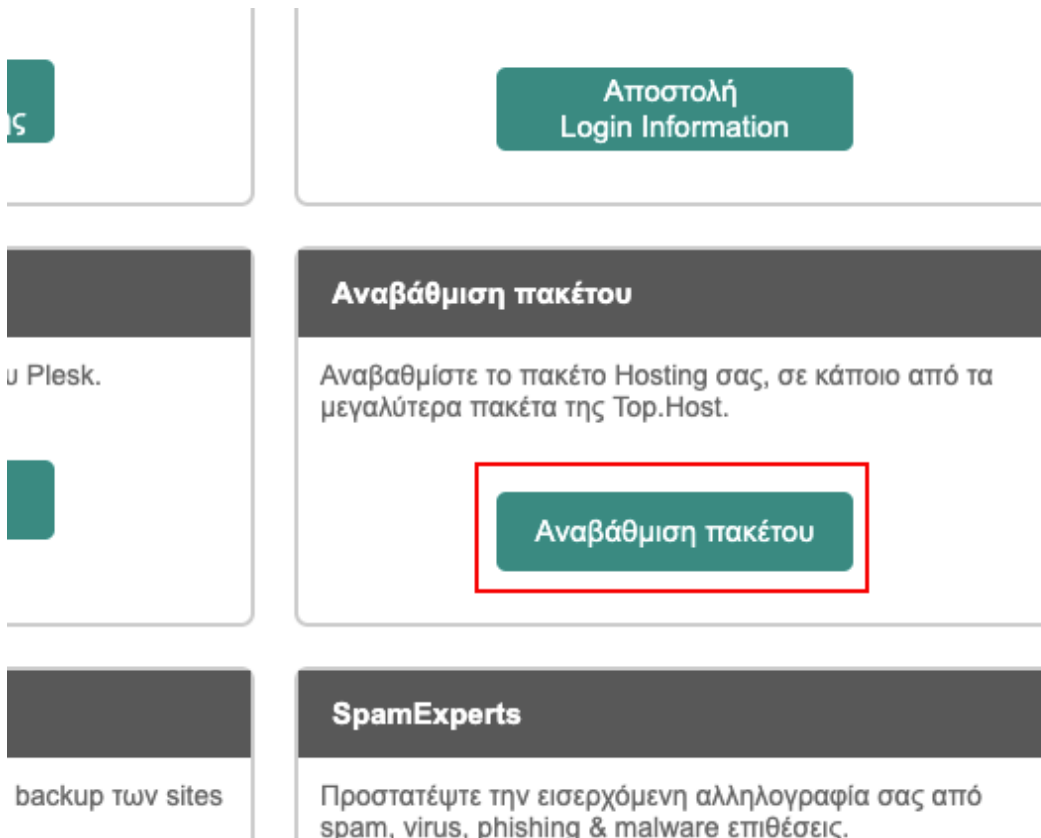 ης
Αποστολή
Login Information
Αναβάθμιση πακέτου
υ Plesk.
Αναβαθμίστε το πακέτο Hosting σας, σε κάποιο από τα
μεγαλύτερα πακέτα της Top.Host.
Αναβάθμιση πακέτου
SpamExperts
backup των sites
Προστατέψτε την εισερχόμενη αλληλογραφία σας από
spam, virus, phishing & malware επιθέσεις.